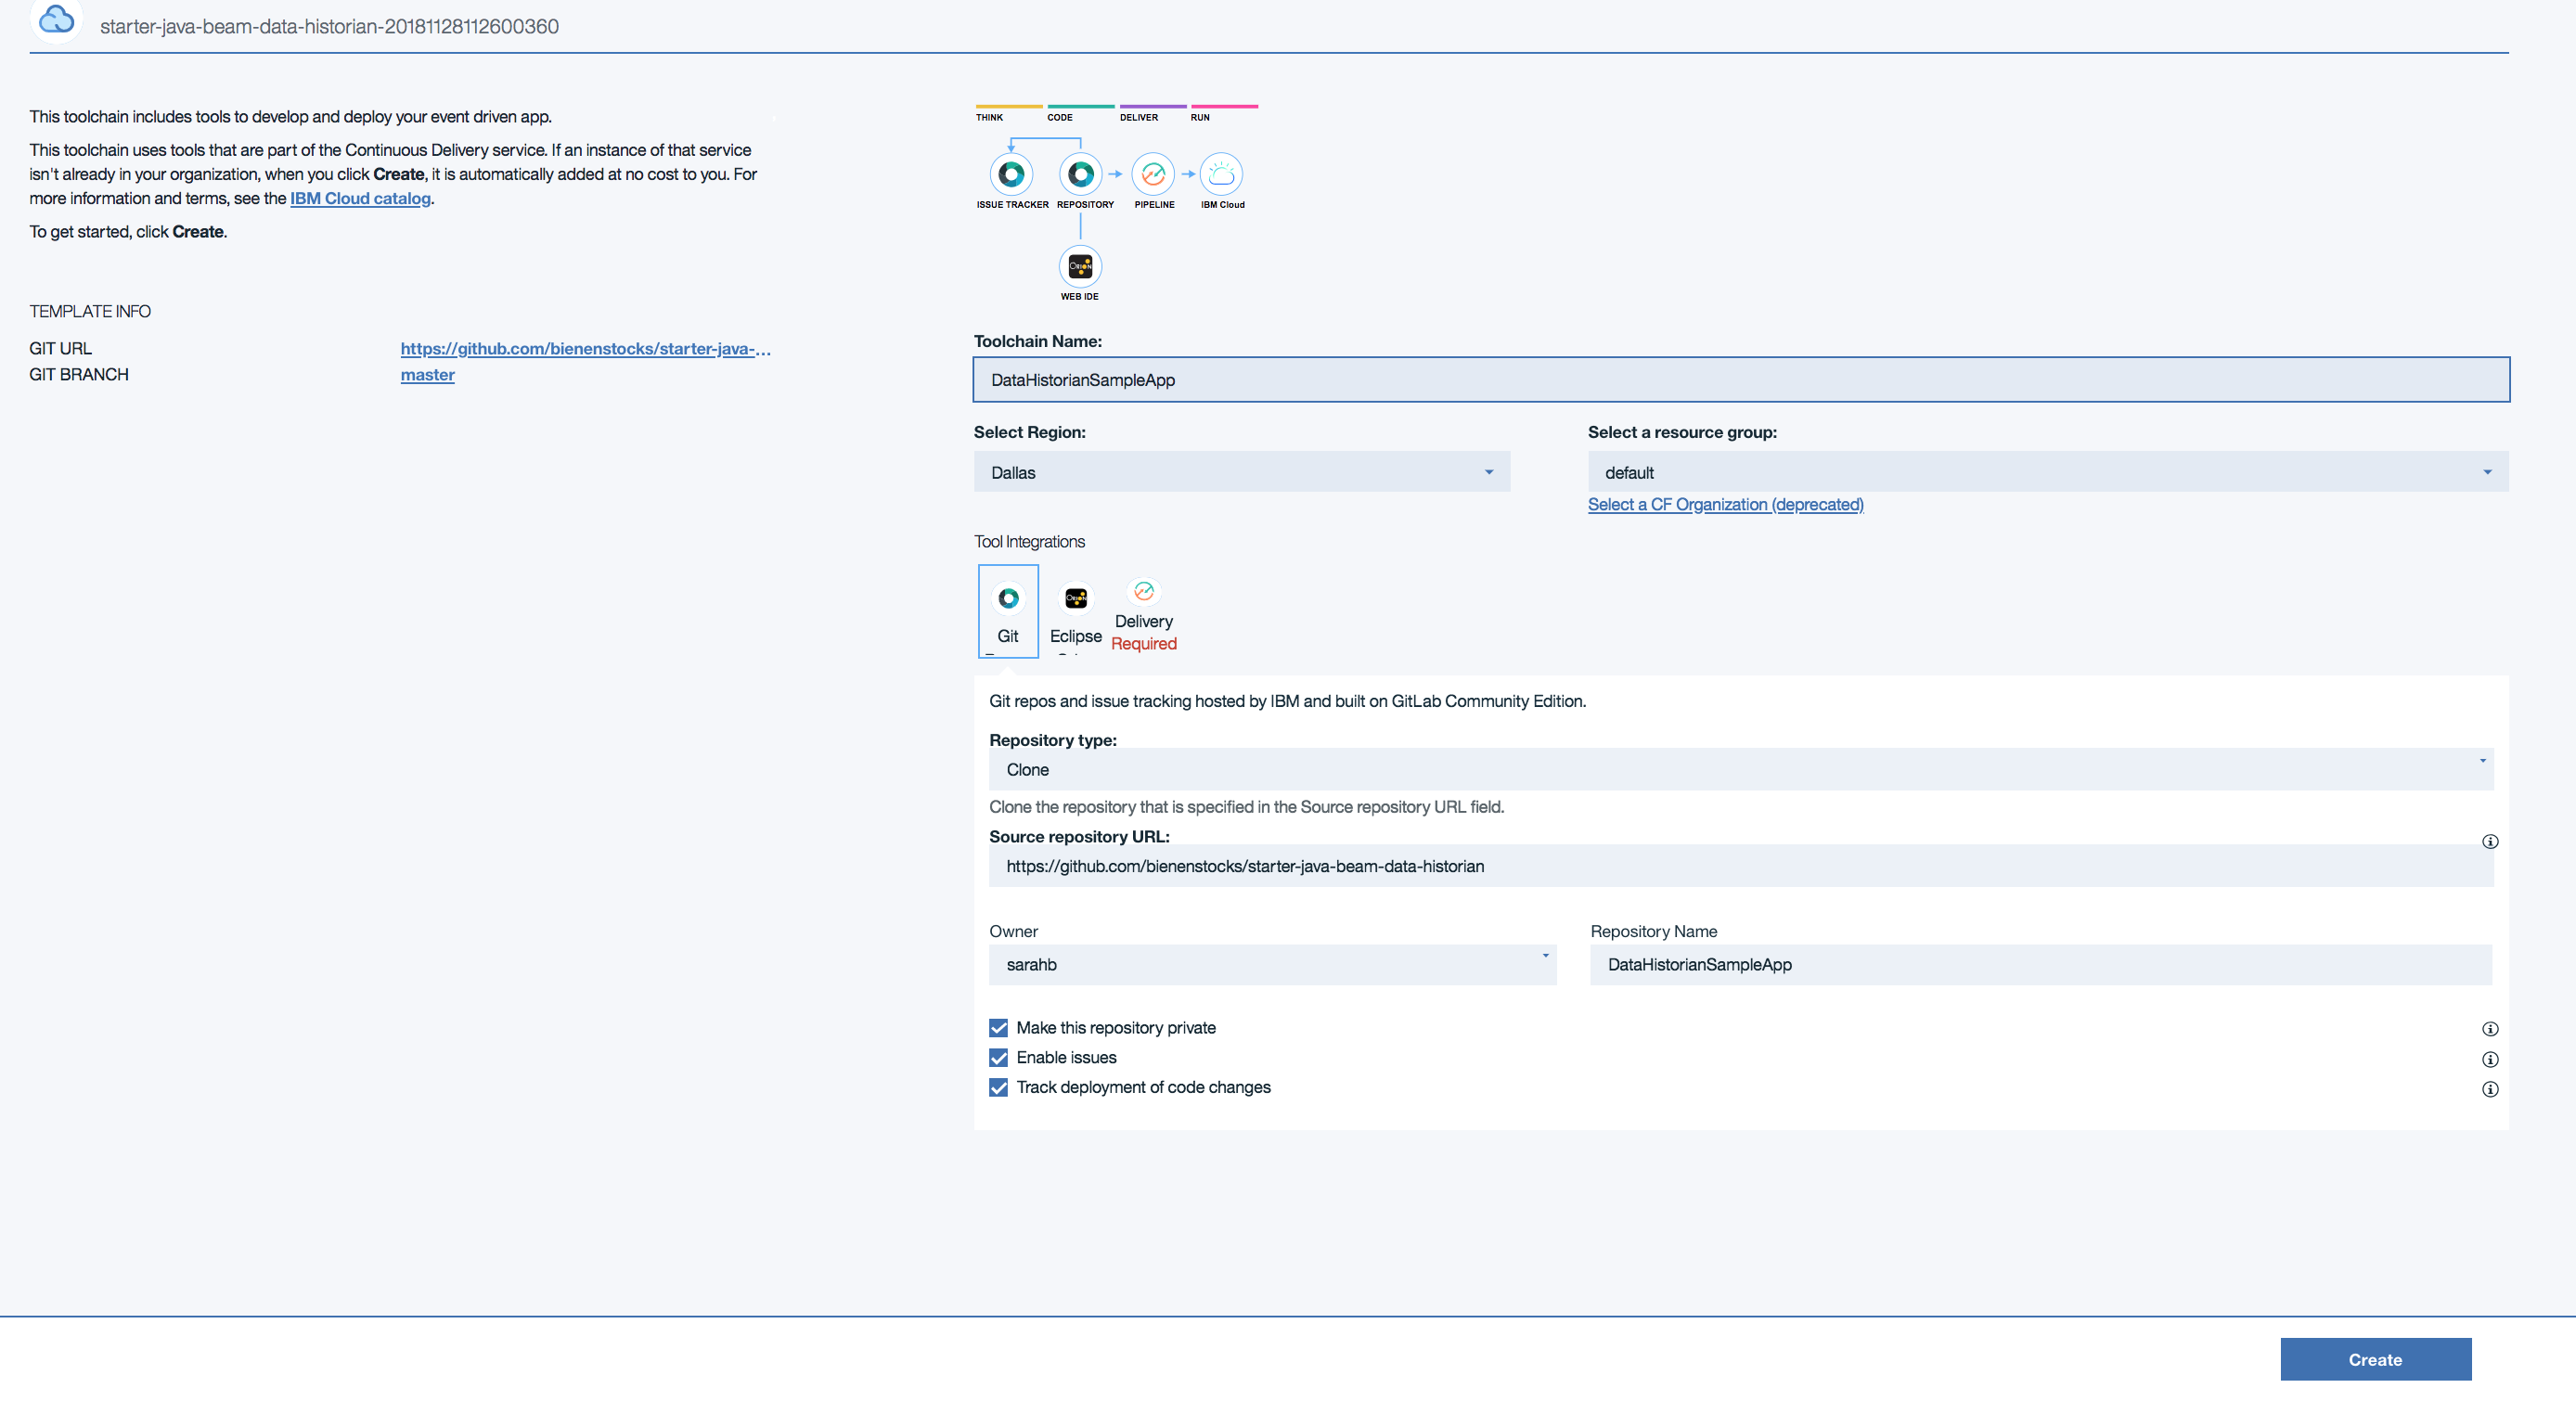 starter-java-beam-data-historian-20181128112600360
This toolchain includes tools to develop and deploy your event driven app.
This toolchain uses tools that are part of the Continuous Delivery service. If an instance of that service
isn't already in your organization, when you click Create, it is automatically added at no cost to you. For
more information and terms, see the IBM Cloud catalog.
To get started, click Create.
TEMPLATE INFO
GIT URL https://github.com/bienenstocks/starter-java-...
GIT BRANCH master
THINK CODE DELIVER RUN
ISSUE TRACKER REPOSITORY PIPELINE IBM Cloud
ORION
WEB IDE
Toolchain Name:
DataHistorianSampleApp
Select Region: Select a resource group:
Dallas default
Select a CF Organization (deprecated)
Tool Integrations
ORION
Git Eclipse Delivery
Required
Git repos and issue tracking hosted by IBM and built on GitLab Community Edition.
Repository type:
Clone
Clone the repository that is specified in the Source repository URL field.
Source repository URL:
https://github.com/bienenstocks/starter-java-beam-data-historian
Owner Repository Name
sarahb DataHistorianSampleApp
Make this repository private
Enable issues
Track deployment of code changes
Create